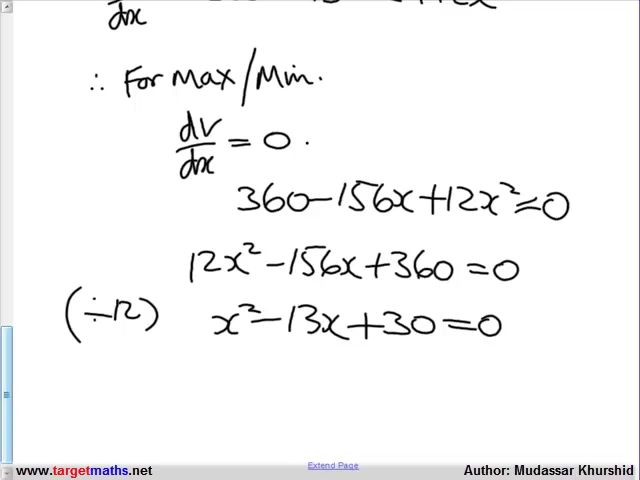 dx
∴ For Max/Min.
dV/dx = 0.
360-156x+12x²=0
12x²-156x+360=0
(÷12) x²-13x+30=0
Extend Page
www.targetmaths.net Author: Mudassar Khurshid